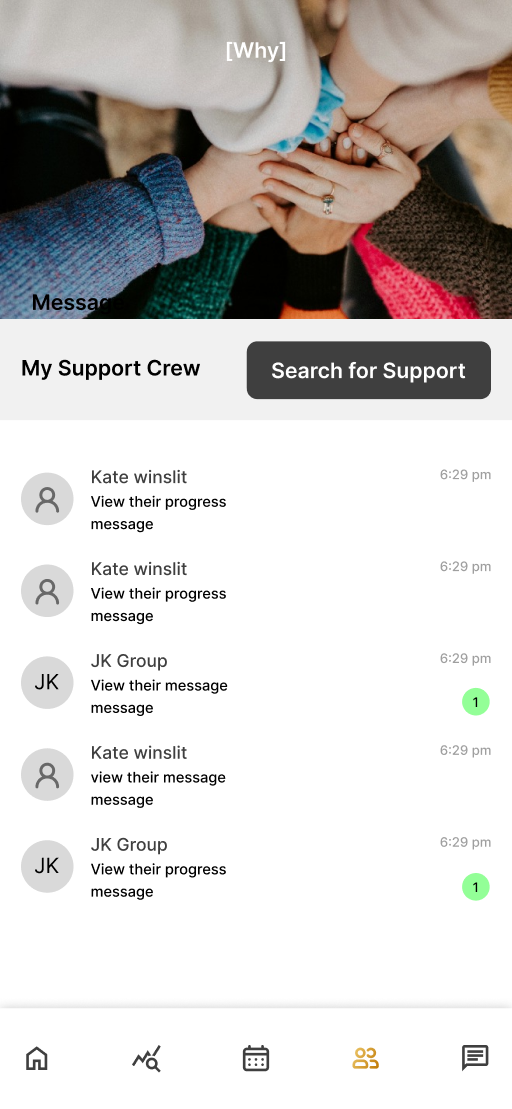 [Why]
Messag
My Support Crew
Search for Support
Kate winslit
6:29 pm
View their progress
message
Kate winslit
6:29 pm
View their progress
message
JK
JK Group
6:29 pm
View their message
message
1
Kate winslit
6:29 pm
view their message
message
JK
JK Group
6:29 pm
View their progress
message
1